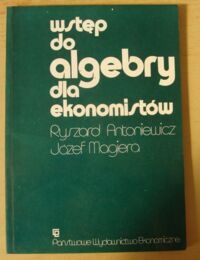 wstęp
do
algebry
dla
ekonomistów
Ryszard Antoniewicz
Józef Magiera
Państwowe Wydawnictwo Ekonomiczne